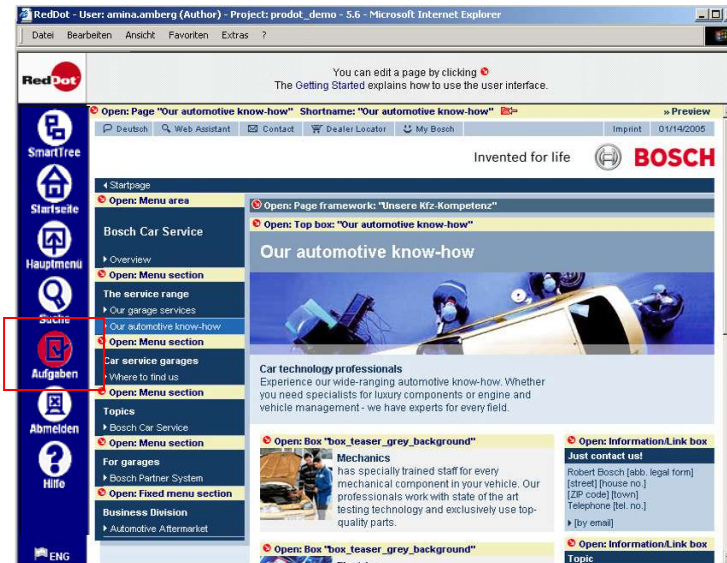 RedDot - User: amina.amberg (Author) - Project: prodot_demo - 5.6 - Microsoft Internet Explorer
Datei Bearbeiten Ansicht Favoriten Extras ?
RedDot
You can edit a page by clicking
The Getting Started explains how to use the user interface.
Open: Page "Our automotive know-how" Shortname: "Our automotive know-how" » Preview
Deutsch Web Assistant Contact Dealer Locator My Bosch Imprint 01/14/2005
Invented for life BOSCH
SmartTree
Startseite
Hauptmenü
Suche
Aufgaben
Abmelden
Hilfe
ENG
Startpage
Open: Menu area
Bosch Car Service
Overview
Open: Menu section
The service range
Our garage services
Our automotive know-how
Open: Menu section
Car service garages
Where to find us
Open: Menu section
Topics
Bosch Car Service
Open: Menu section
For garages
Bosch Partner System
Open: Fixed menu section
Business Division
Automotive Aftermarket
Open: Page framework: "Unsere Kfz-Kompetenz"
Open: Top box: "Our automotive know-how"
Our automotive know-how
Car technology professionals
Experience our wide-ranging automotive know-how. Whether
you need specialists for luxury components or engine and
vehicle management - we have experts for every field.
Open: Box "box_teaser_grey_background"
Mechanics
has specially trained staff for every
mechanical component in your vehicle. Our
professionals work with state of the art
testing technology and exclusively use top-
quality parts.
Open: Box "box_teaser_grey_background"
Open: Information/Link box
Just contact us!
Robert Bosch [abb. legal form]
[street] [house no.]
[ZIP code] [town]
Telephone [tel. no.]
[by email]
Open: Information/Link box
Topic